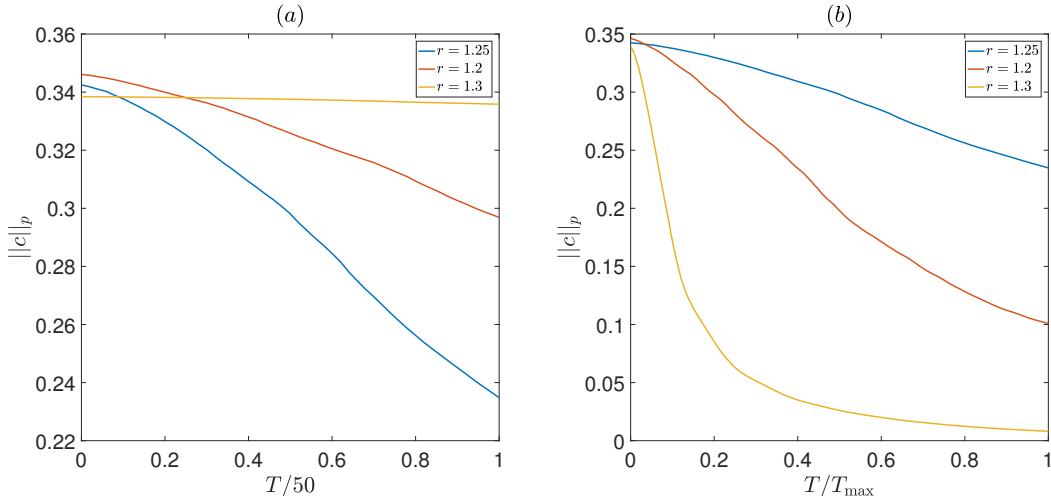 (a)
0.36
0.34
0.32
0.3
0.28
0.26
0.24
0.22
||c||_p
0 0.2 0.4 0.6 0.8 1
T/50
r = 1.25
r = 1.2
r = 1.3
(b)
0.35
0.3
0.25
0.2
0.15
0.1
0.05
0
||c||_p
0 0.2 0.4 0.6 0.8 1
T/T_max
r = 1.25
r = 1.2
r = 1.3